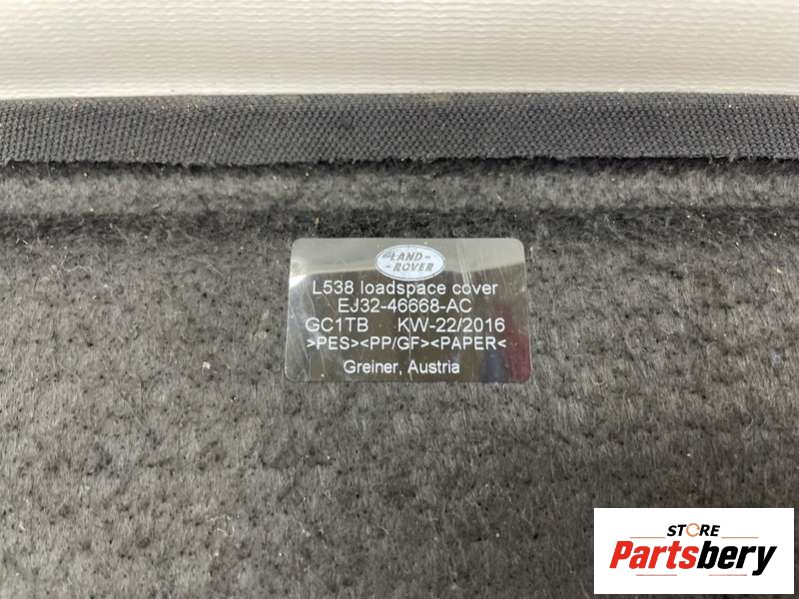 LAND-
-ROVER
L538 loadspace cover
EJ32-46668-AC
GC1TB KW-22/2016
>PES><PP/GF><PAPER<
Greiner, Austria
STORE
Partsbery